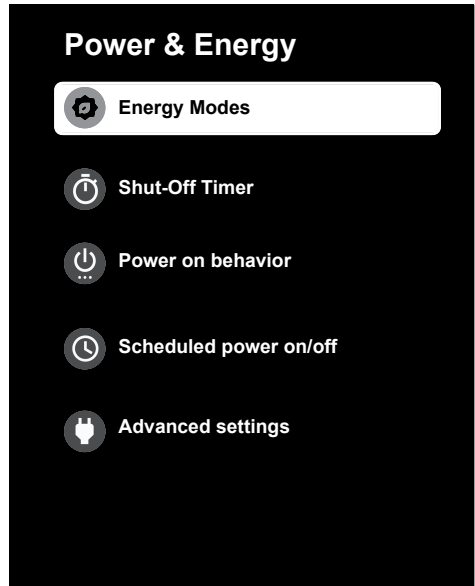 Power & Energy
Energy Modes
Shut-Off Timer
Power on behavior
Scheduled power on/off
Advanced settings